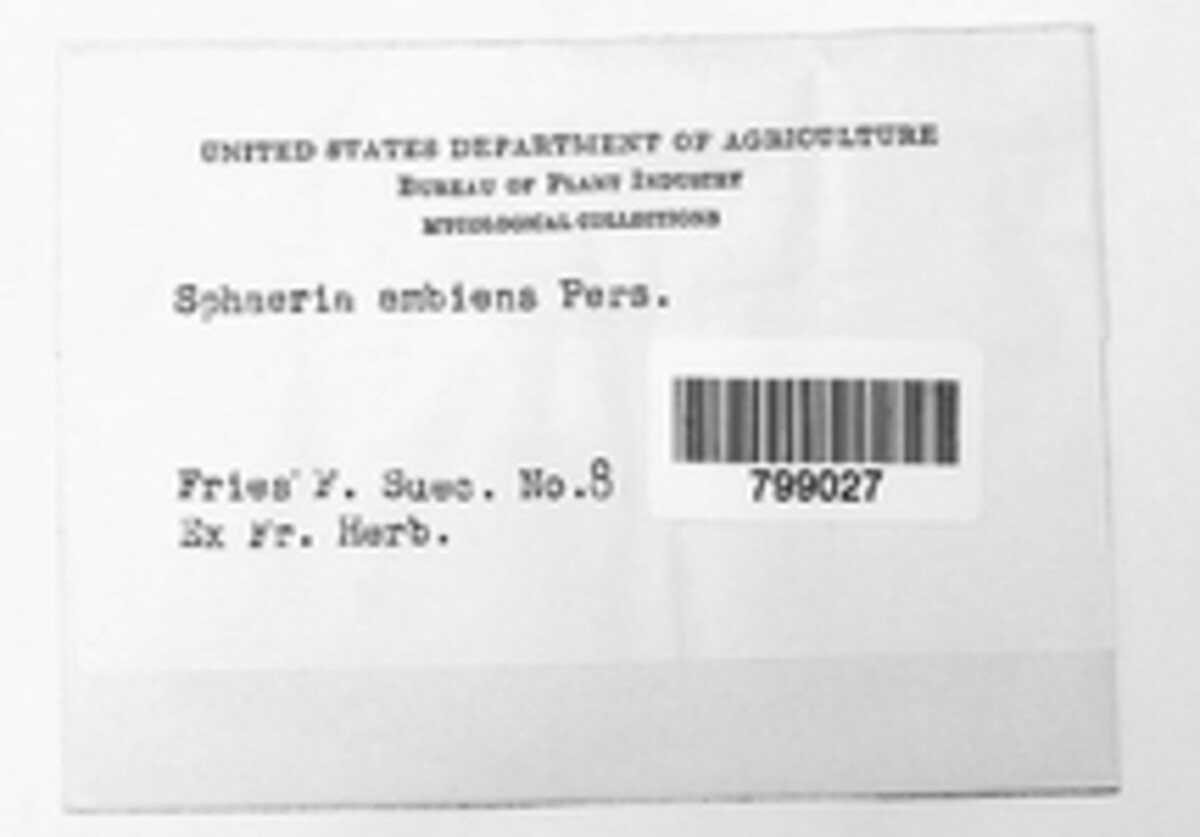 UNITED STATES DEPARTMENT OF AGRICULTURE
BUREAU OF PLANT INDUSTRY
MYCOLOGICAL COLLECTIONS
Sphaeria ambiens Pers.
799027
Fries' F. Suec. No.8
Ex Fr. Herb.